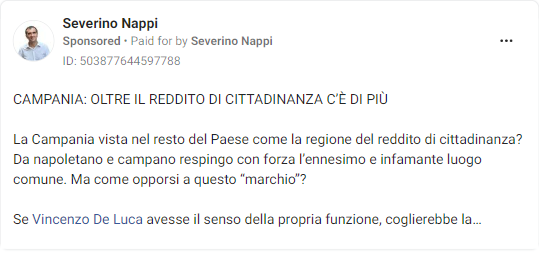 Severino Nappi
Sponsored • Paid for by Severino Nappi
ID: 503877644597788
CAMPANIA: OLTRE IL REDDITO DI CITTADINANZA C’È DI PIÙ
La Campania vista nel resto del Paese come la regione del reddito di cittadinanza?
Da napoletano e campano respingo con forza l’ennesimo e infamante luogo
comune. Ma come opporsi a questo “marchio”?
Se Vincenzo De Luca avesse il senso della propria funzione, coglierebbe la...